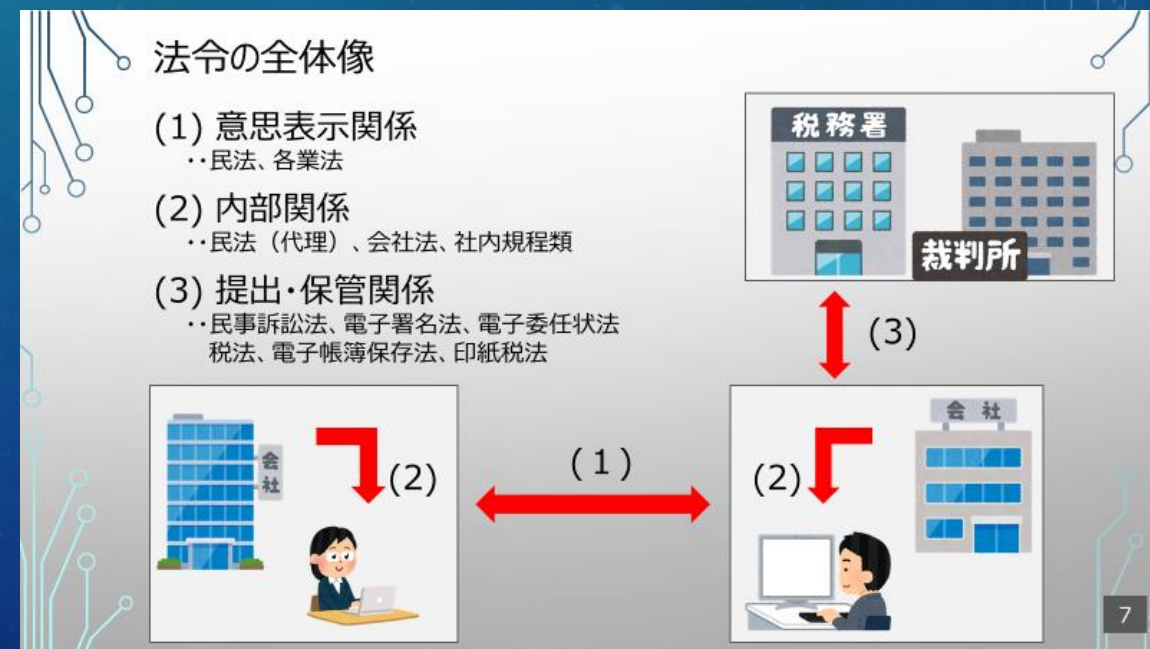 法令の全体像
(1) 意思表示関係
‥民法、各業法
(2) 内部関係
‥民法（代理）、会社法、社内規程類
(3) 提出・保管関係
‥民事訴訟法、電子署名法、電子委任状法
税法、電子帳簿保存法、印紙税法
税務署
裁判所
(3)
会社
(2)
(１)
会社
(2)
7